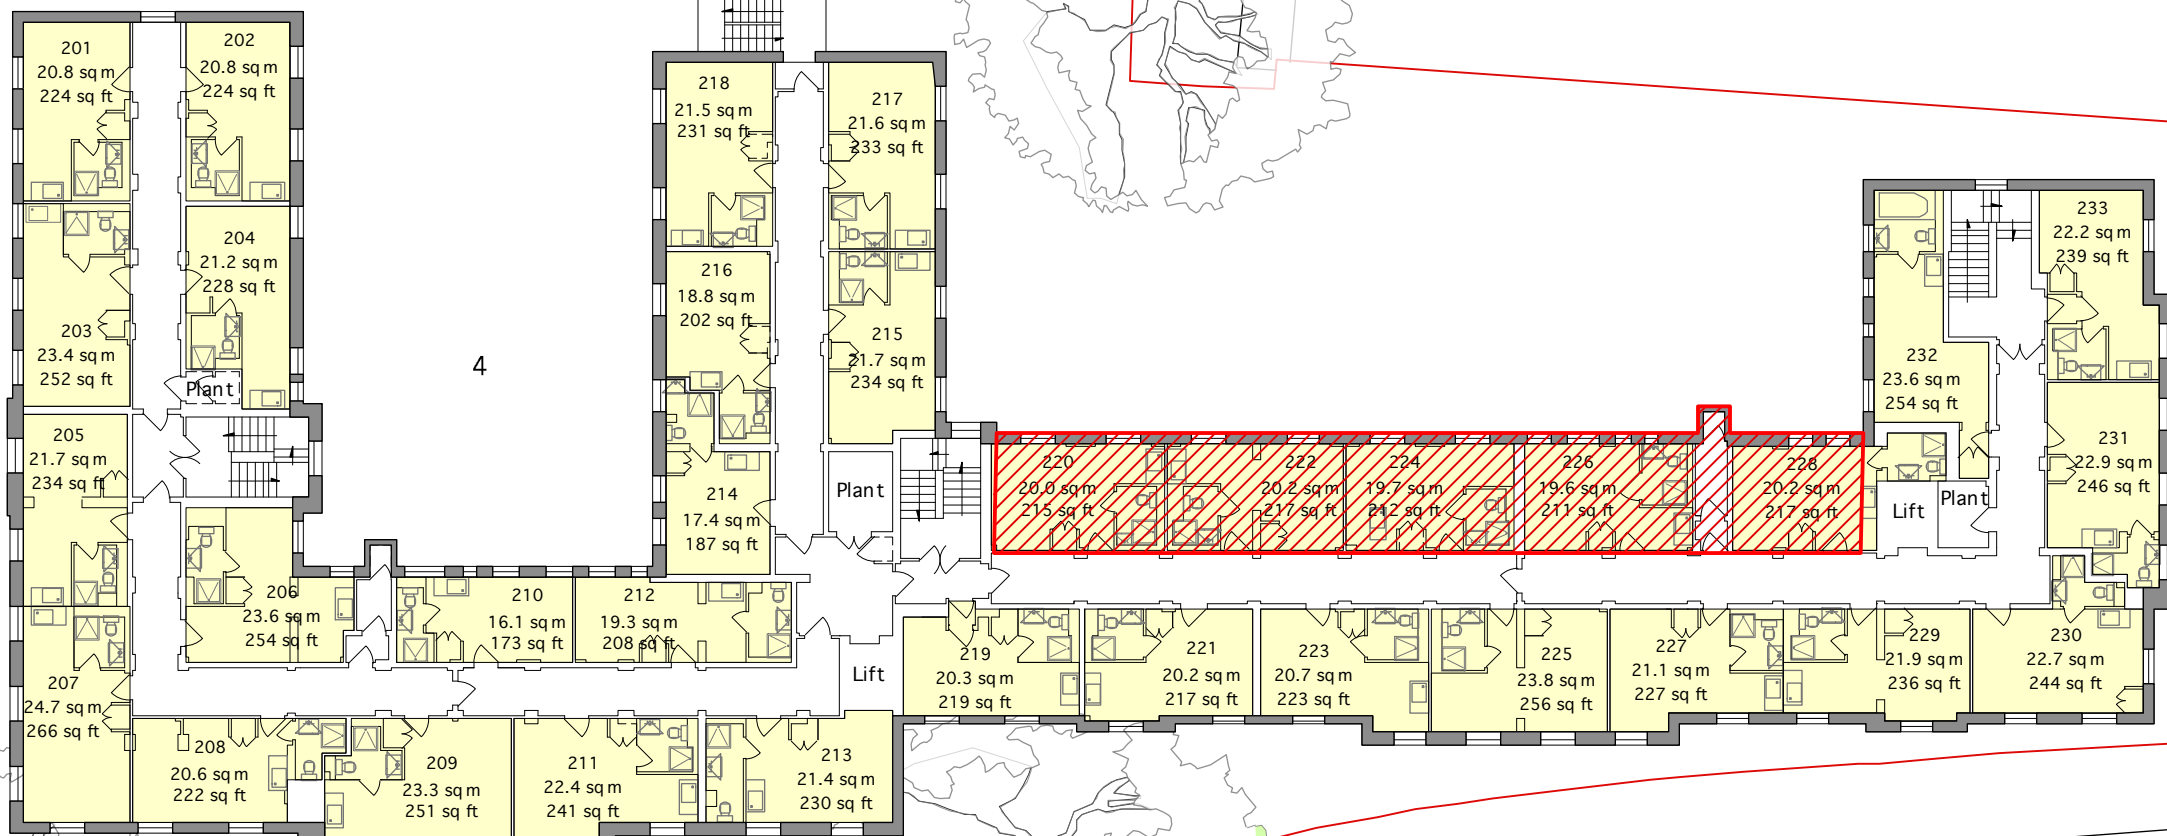 201
20.8 sq m
224 sq ft
202
20.8 sq m
224 sq ft
218
21.5 sq m
231 sq ft
217
21.6 sq m
233 sq ft
233
22.2 sq m
239 sq ft
204
21.2 sq m
228 sq ft
216
18.8 sq m
202 sq ft
203
23.4 sq m
252 sq ft
215
21.7 sq m
234 sq ft
4
Plant
232
23.6 sq m
254 sq ft
205
21.7 sq m
234 sq ft
231
22.9 sq m
246 sq ft
220
20.0 sq m
215 sq ft
222
20.2 sq m
217 sq ft
224
19.7 sq m
212 sq ft
226
19.6 sq m
211 sq ft
228
20.2 sq m
217 sq ft
214
17.4 sq m
187 sq ft
Plant
Lift
Plant
206
23.6 sq m
254 sq ft
210
16.1 sq m
173 sq ft
212
19.3 sq m
208 sq ft
Lift
219
20.3 sq m
219 sq ft
221
20.2 sq m
217 sq ft
223
20.7 sq m
223 sq ft
225
23.8 sq m
256 sq ft
227
21.1 sq m
227 sq ft
229
21.9 sq m
236 sq ft
230
22.7 sq m
244 sq ft
207
24.7 sq m
266 sq ft
208
20.6 sq m
222 sq ft
209
23.3 sq m
251 sq ft
211
22.4 sq m
241 sq ft
213
21.4 sq m
230 sq ft